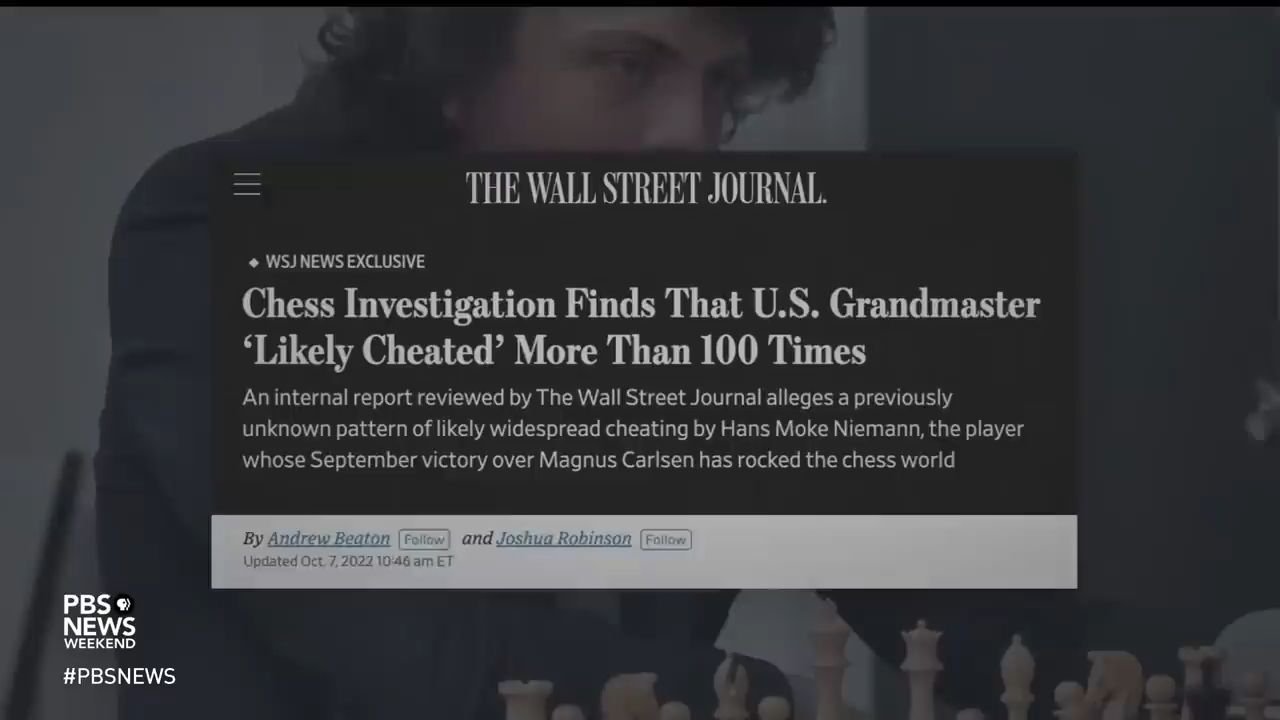 THE WALL STREET JOURNAL.
WSJ NEWS EXCLUSIVE
Chess Investigation Finds That U.S. Grandmaster
‘Likely Cheated’ More Than 100 Times
An internal report reviewed by The Wall Street Journal alleges a previously
unknown pattern of likely widespread cheating by Hans Moke Niemann, the player
whose September victory over Magnus Carlsen has rocked the chess world
By Andrew Beaton Follow and Joshua Robinson Follow
Updated Oct. 7, 2022 10:46 am ET
PBS
NEWS
WEEKEND
#PBSNEWS